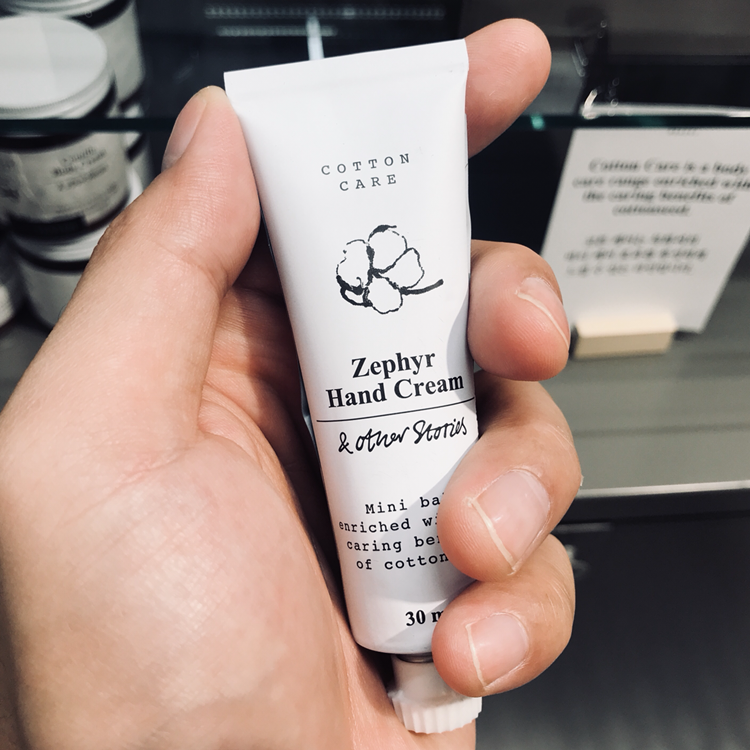 COTTON
CARE
Zephyr
Hand Cream
& other Stories
Mini ba
enriched wi
caring be
of cotton
30 m
Cotton Care is a body
care range enriched with
the caring benefits of
cottonseed.